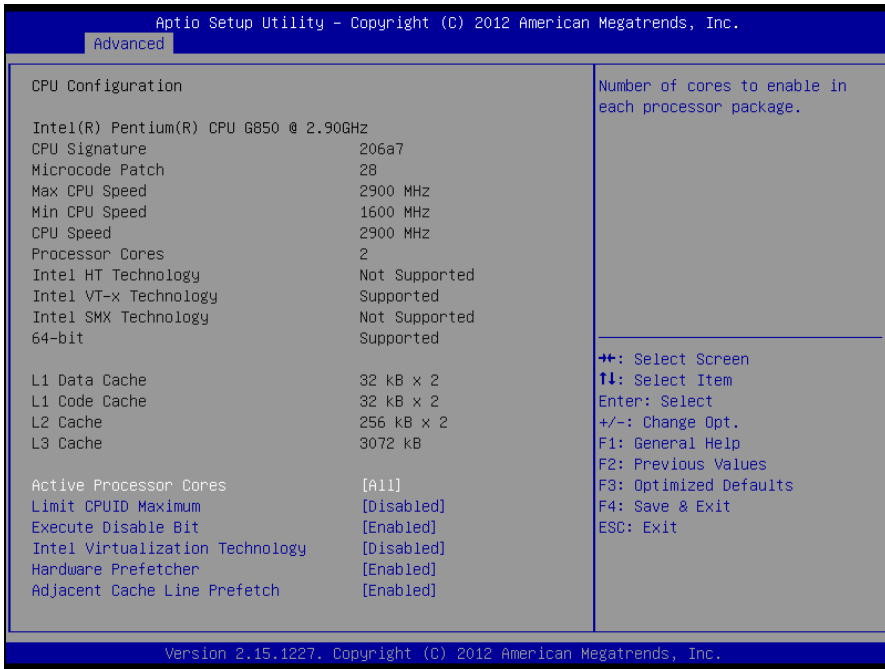 Aptio Setup Utility – Copyright (C) 2012 American Megatrends, Inc.
Advanced
CPU Configuration
Intel(R) Pentium(R) CPU G850 @ 2.90GHz
CPU Signature 206a7
Microcode Patch 28
Max CPU Speed 2900 MHz
Min CPU Speed 1600 MHz
CPU Speed 2900 MHz
Processor Cores 2
Intel HT Technology Not Supported
Intel VT-x Technology Supported
Intel SMX Technology Not Supported
64-bit Supported
L1 Data Cache 32 kB x 2
L1 Code Cache 32 kB x 2
L2 Cache 256 kB x 2
L3 Cache 3072 kB
Active Processor Cores [All]
Limit CPUID Maximum [Disabled]
Execute Disable Bit [Enabled]
Intel Virtualization Technology [Disabled]
Hardware Prefetcher [Enabled]
Adjacent Cache Line Prefetch [Enabled]
Number of cores to enable in
each processor package.
→←: Select Screen
↑↓: Select Item
Enter: Select
+/-: Change Opt.
F1: General Help
F2: Previous Values
F3: Optimized Defaults
F4: Save & Exit
ESC: Exit
Version 2.15.1227. Copyright (C) 2012 American Megatrends, Inc.